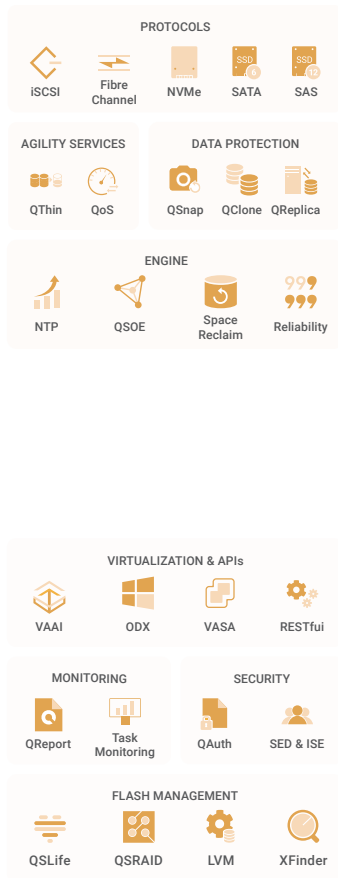 PROTOCOLS
SSD
6
SSD
12
iSCSI
Fibre
Channel
NVMe
SATA
SAS
AGILITY SERVICES
QThin
QoS
DATA PROTECTION
QSnap
QClone
QReplica
ENGINE
NTP
QSOE
Space
Reclaim
Reliability
VIRTUALIZATION & APIs
VAAI
ODX
VASA
RESTfui
MONITORING
QReport
Task
Monitoring
SECURITY
QAuth
SED & ISE
FLASH MANAGEMENT
QSLife
QSRAID
LVM
XFinder